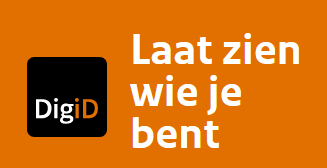 DigiD
Laat zien
wie je
bent